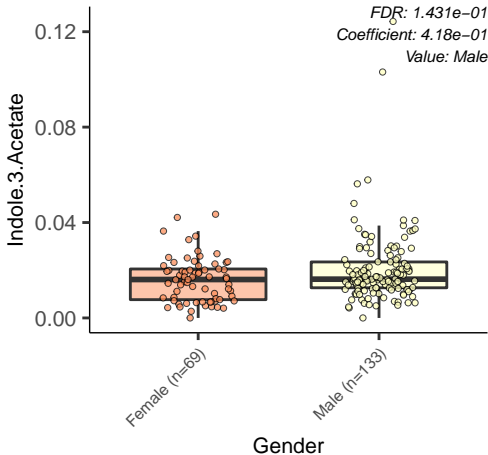 FDR: 1.431e−01
Coefficient: 4.18e−01
Value: Male
0.12
0.08
0.04
0.00
Indole.3.Acetate
Female (n=69)
Male (n=133)
Gender